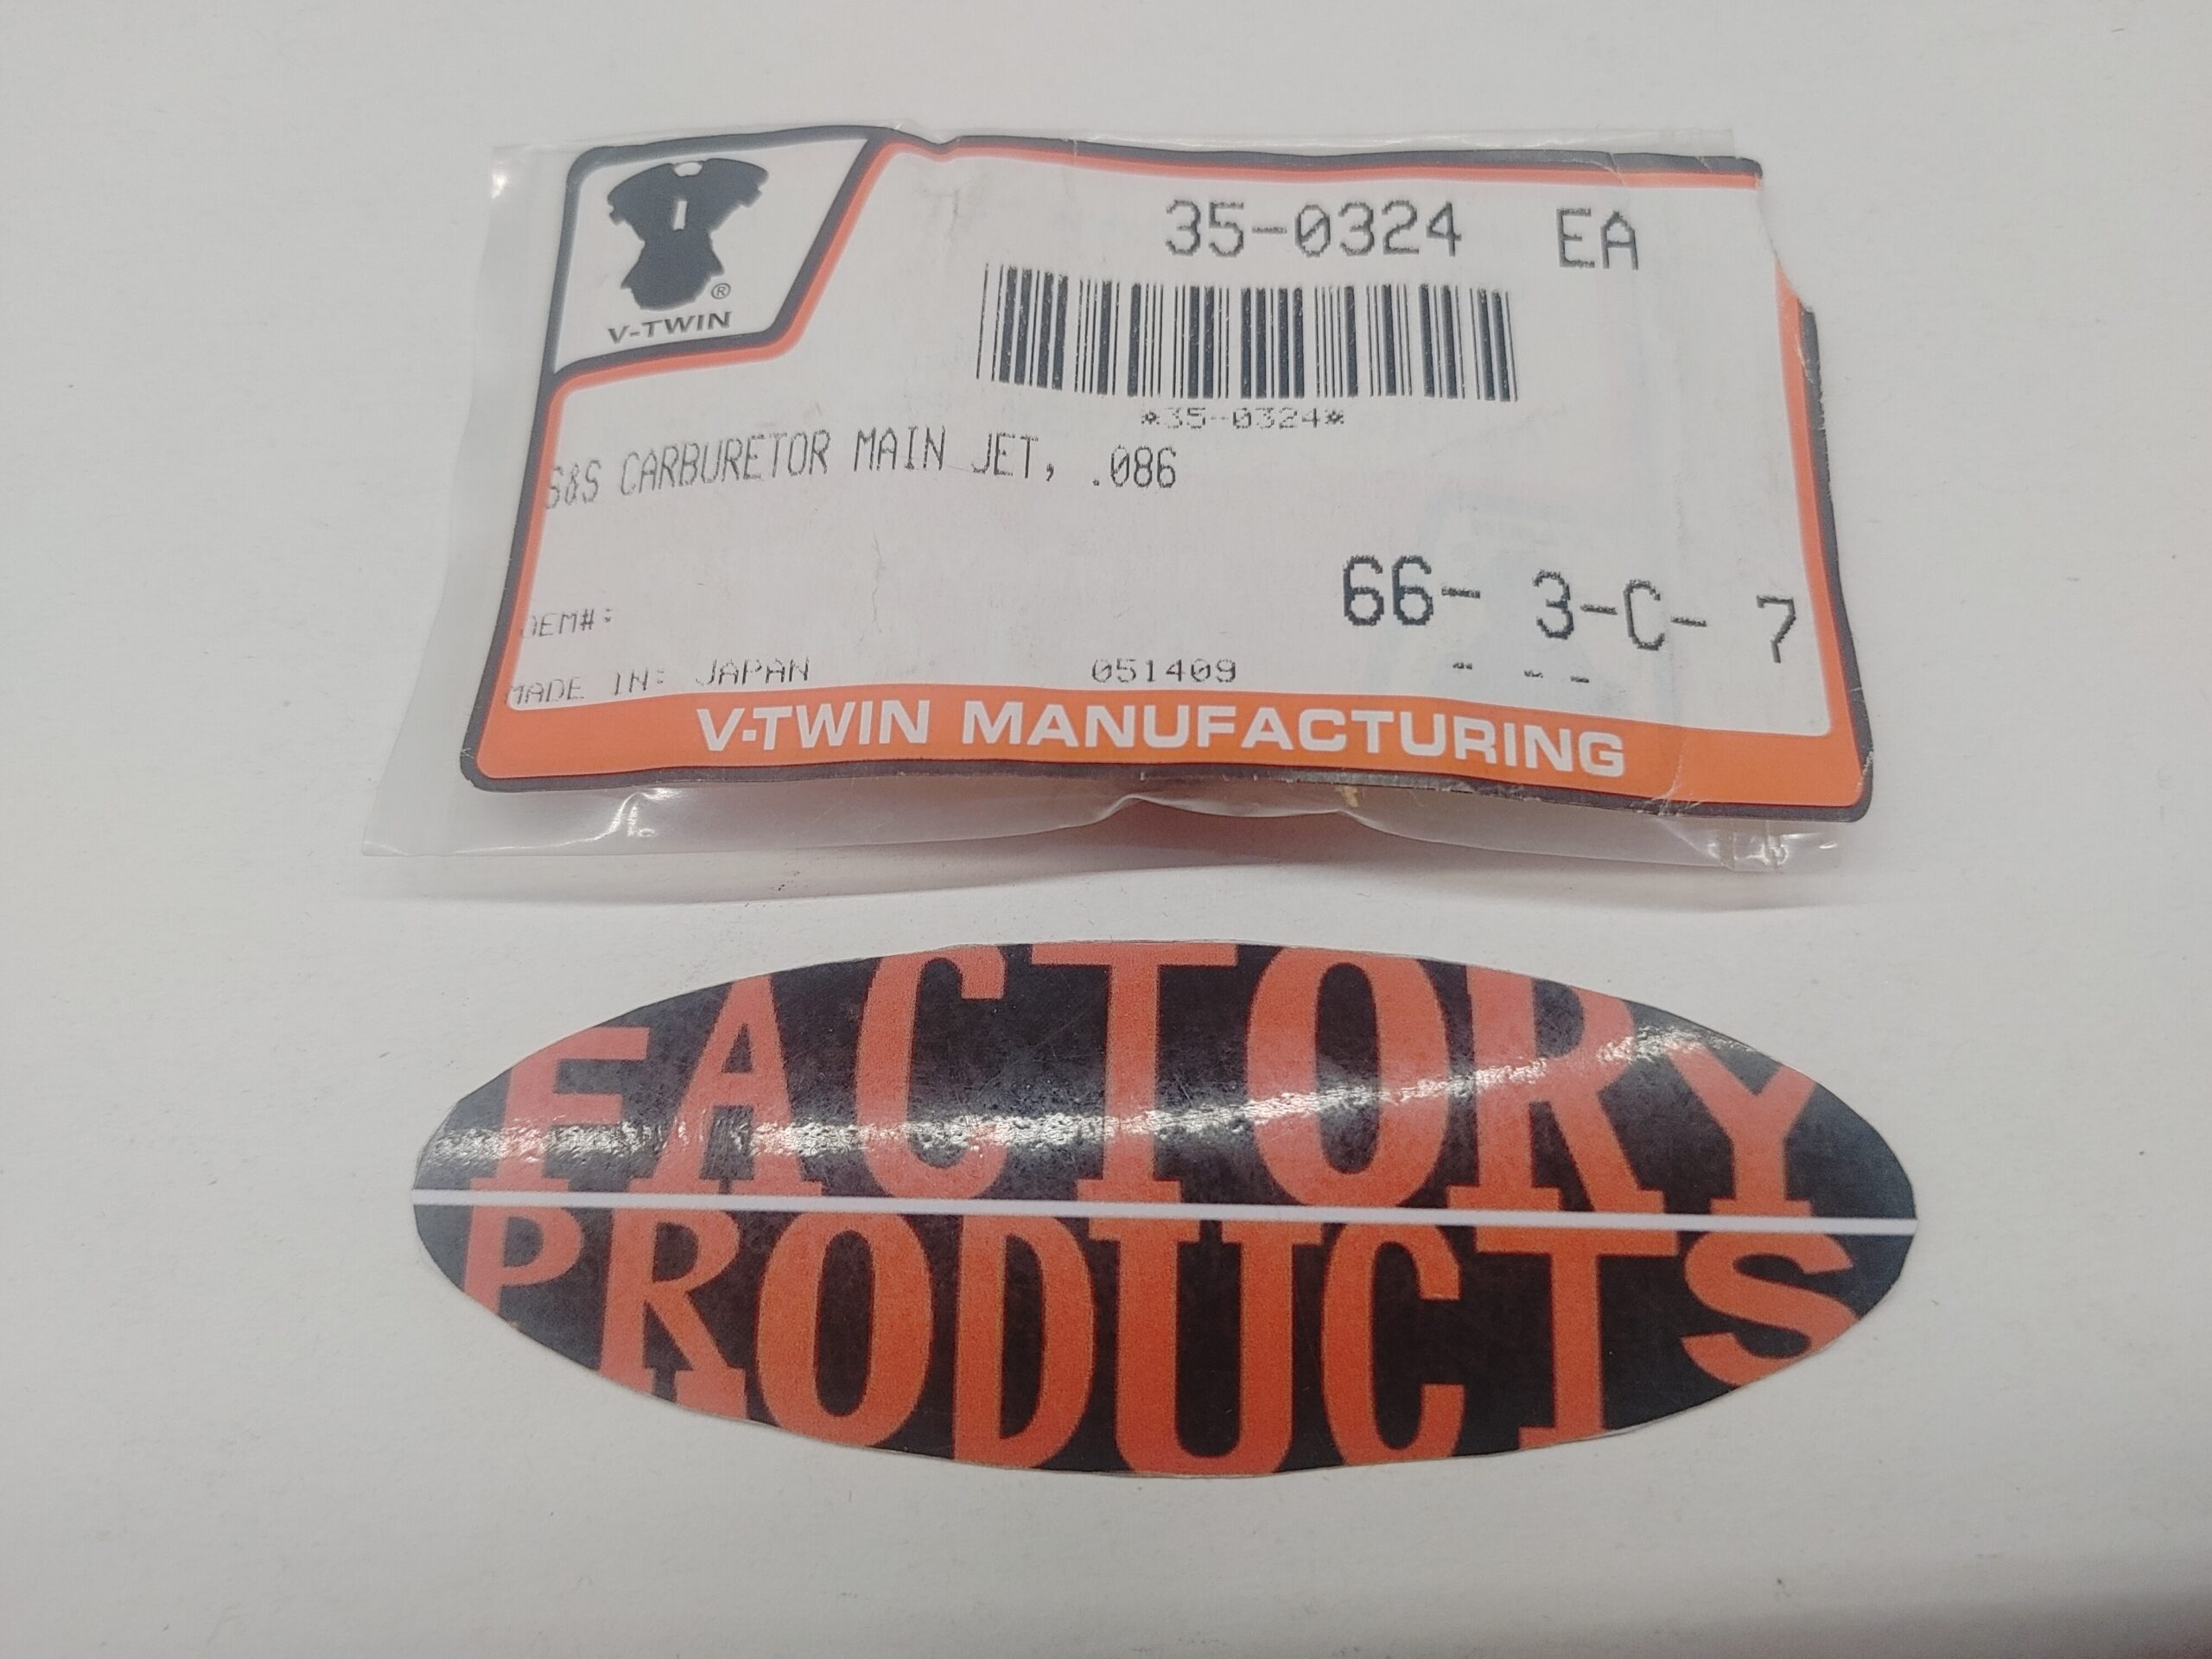 35-0324 EA
®
V-TWIN
*35-0324*
S&S CARBURETOR MAIN JET, .086
66- 3-C- 7
OEM#:
MADE IN: JAPAN 051409 - -- -
V-TWIN MANUFACTURING
FACTORY
PRODUCTS